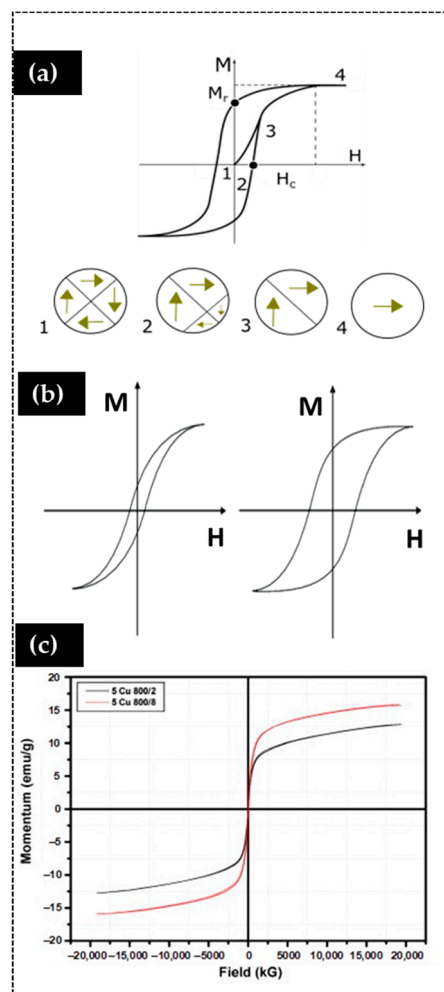 (a)
M
4
Mr
3
H
1
2
Hc
1
2
3
4
(b)
M
M
H
H
(c)
20
5 Cu 800/2
15
5 Cu 800/8
10
5
0
−5
−10
−15
−20
−20,000
−15,000
−10,000
−5000
0
5000
10,000
15,000
20,000
Momentum (emu/g)
Field (kG)